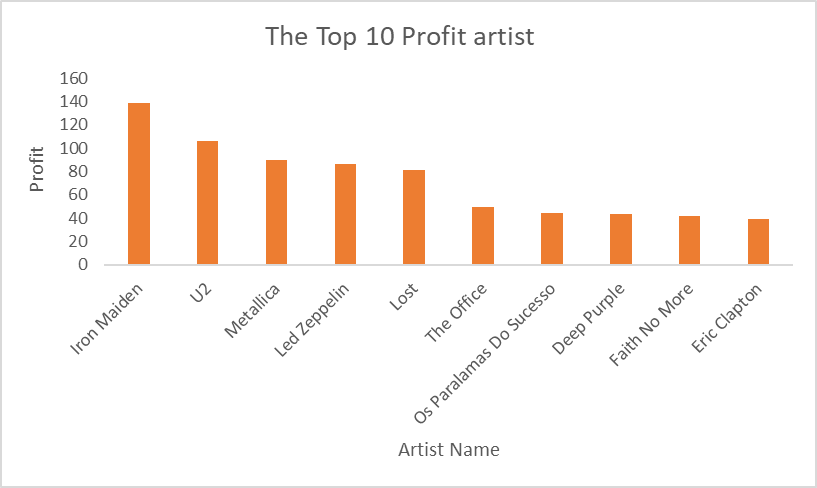 The Top 10 Profit artist
160
140
120
100
80
60
40
20
0
Profit
Iron Maiden
U2
Metallica
Led Zeppelin
Lost
The Office
Os Paralamas Do Sucesso
Deep Purple
Faith No More
Eric Clapton
Artist Name